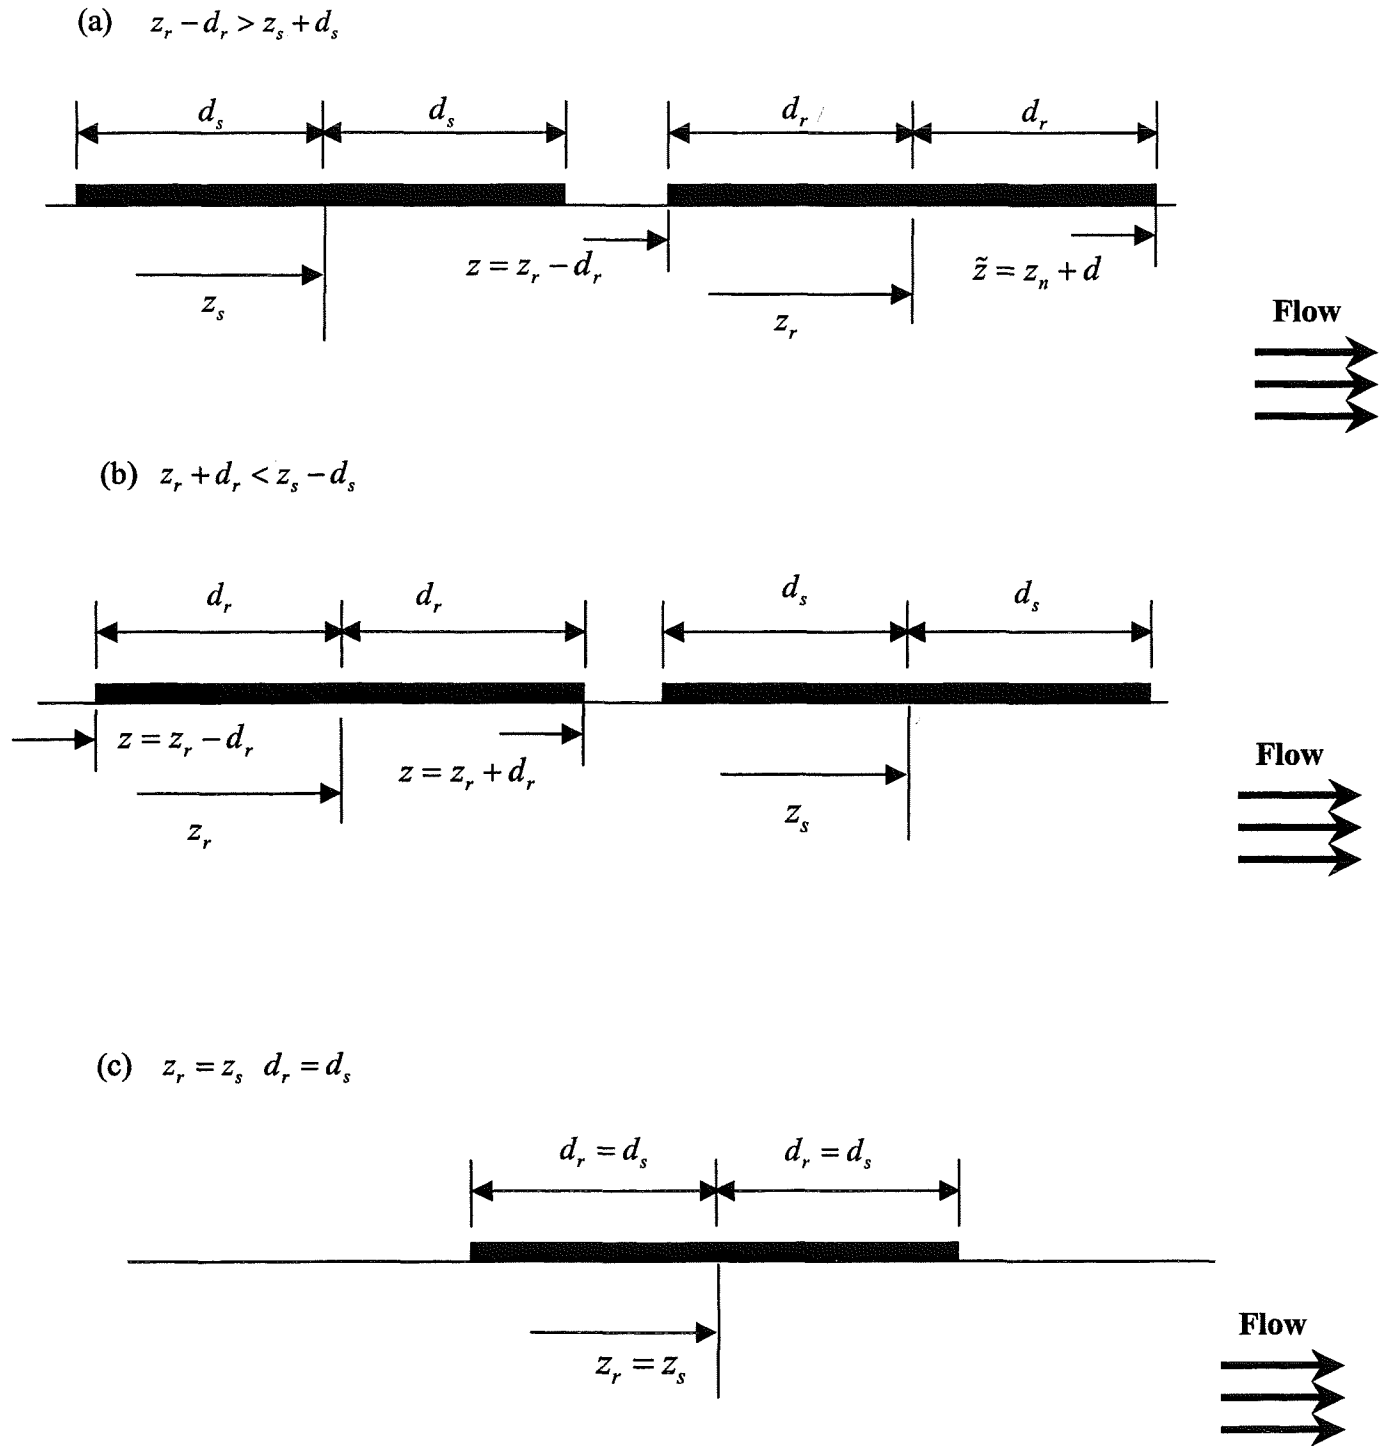 (a) z_r − d_r > z_s + d_s
d_s d_s d_r d_r
z = z_r − d_r z̃ = z_n + d
z_s z_r
Flow
(b) z_r + d_r < z_s − d_s
d_r d_r d_s d_s
z = z_r − d_r z = z_r + d_r
z_r z_s
Flow
(c) z_r = z_s d_r = d_s
d_r = d_s d_r = d_s
z_r = z_s
Flow